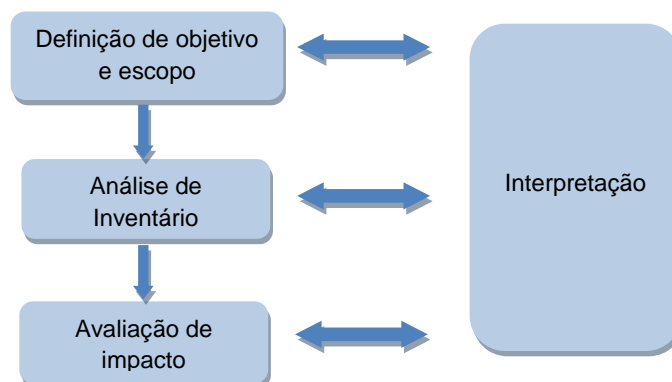 Definição de objetivo
e escopo
Análise de
Inventário
Interpretação
Avaliação de
impacto